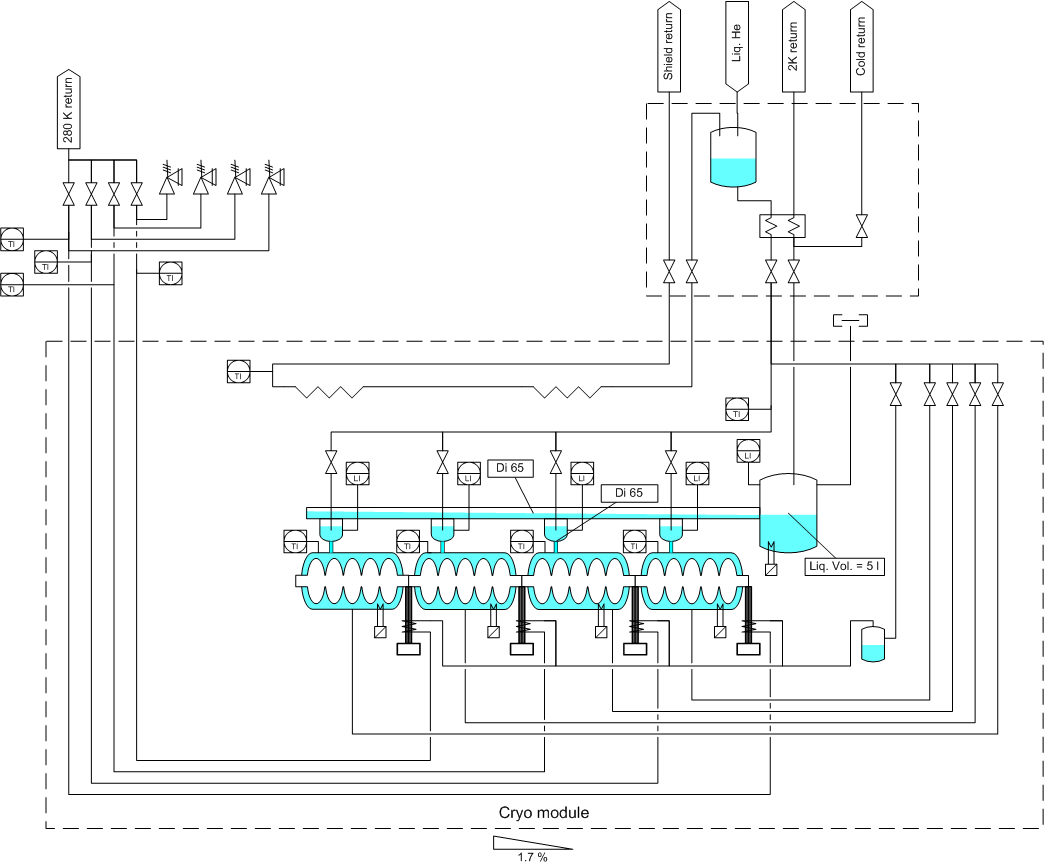 Shield return
Liq. He
2K return
Cold return
280 K return
TI
TI
TI
TI
TI
TI
LI
LI
LI
LI
LI
Di 65
Di 65
TI
TI
TI
TI
Liq. Vol. = 5 l
Cryo module
1.7 %